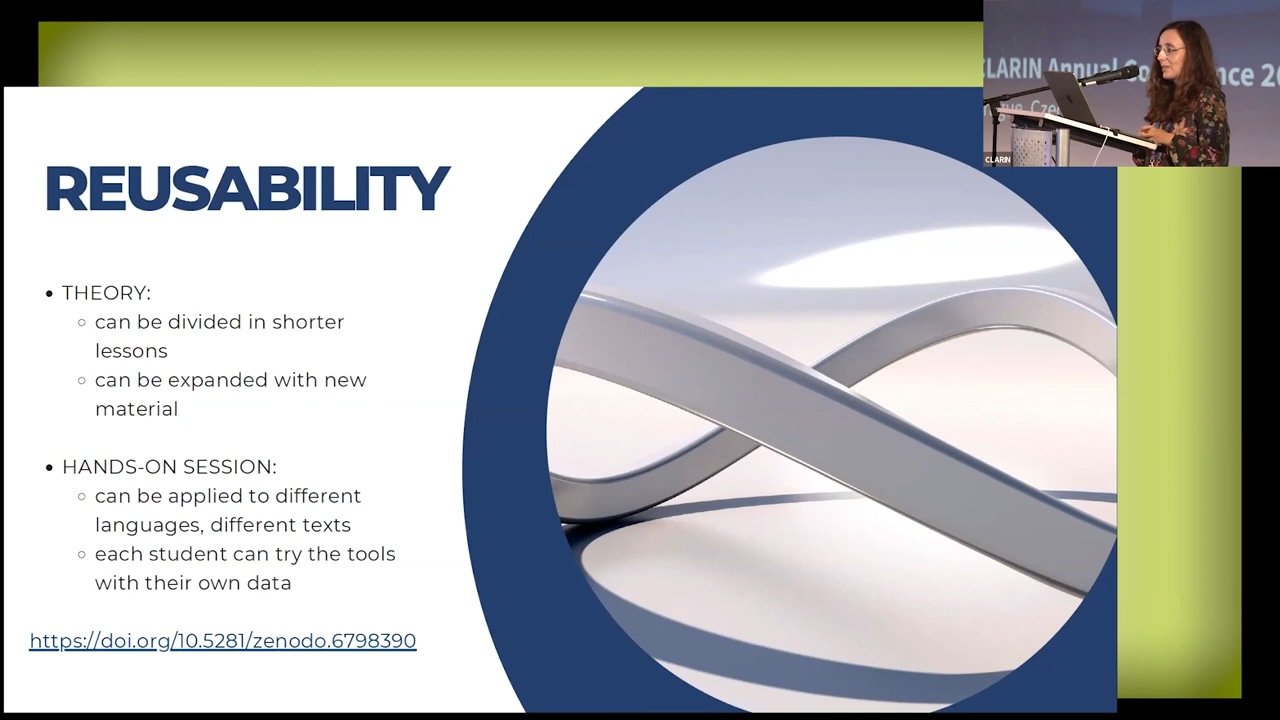 REUSABILITY
• THEORY:
○ can be divided in shorter
lessons
○ can be expanded with new
material
• HANDS-ON SESSION:
○ can be applied to different
languages, different texts
○ each student can try the tools
with their own data
https://doi.org/10.5281/zenodo.6798390
CLARIN Annual
CLARIN